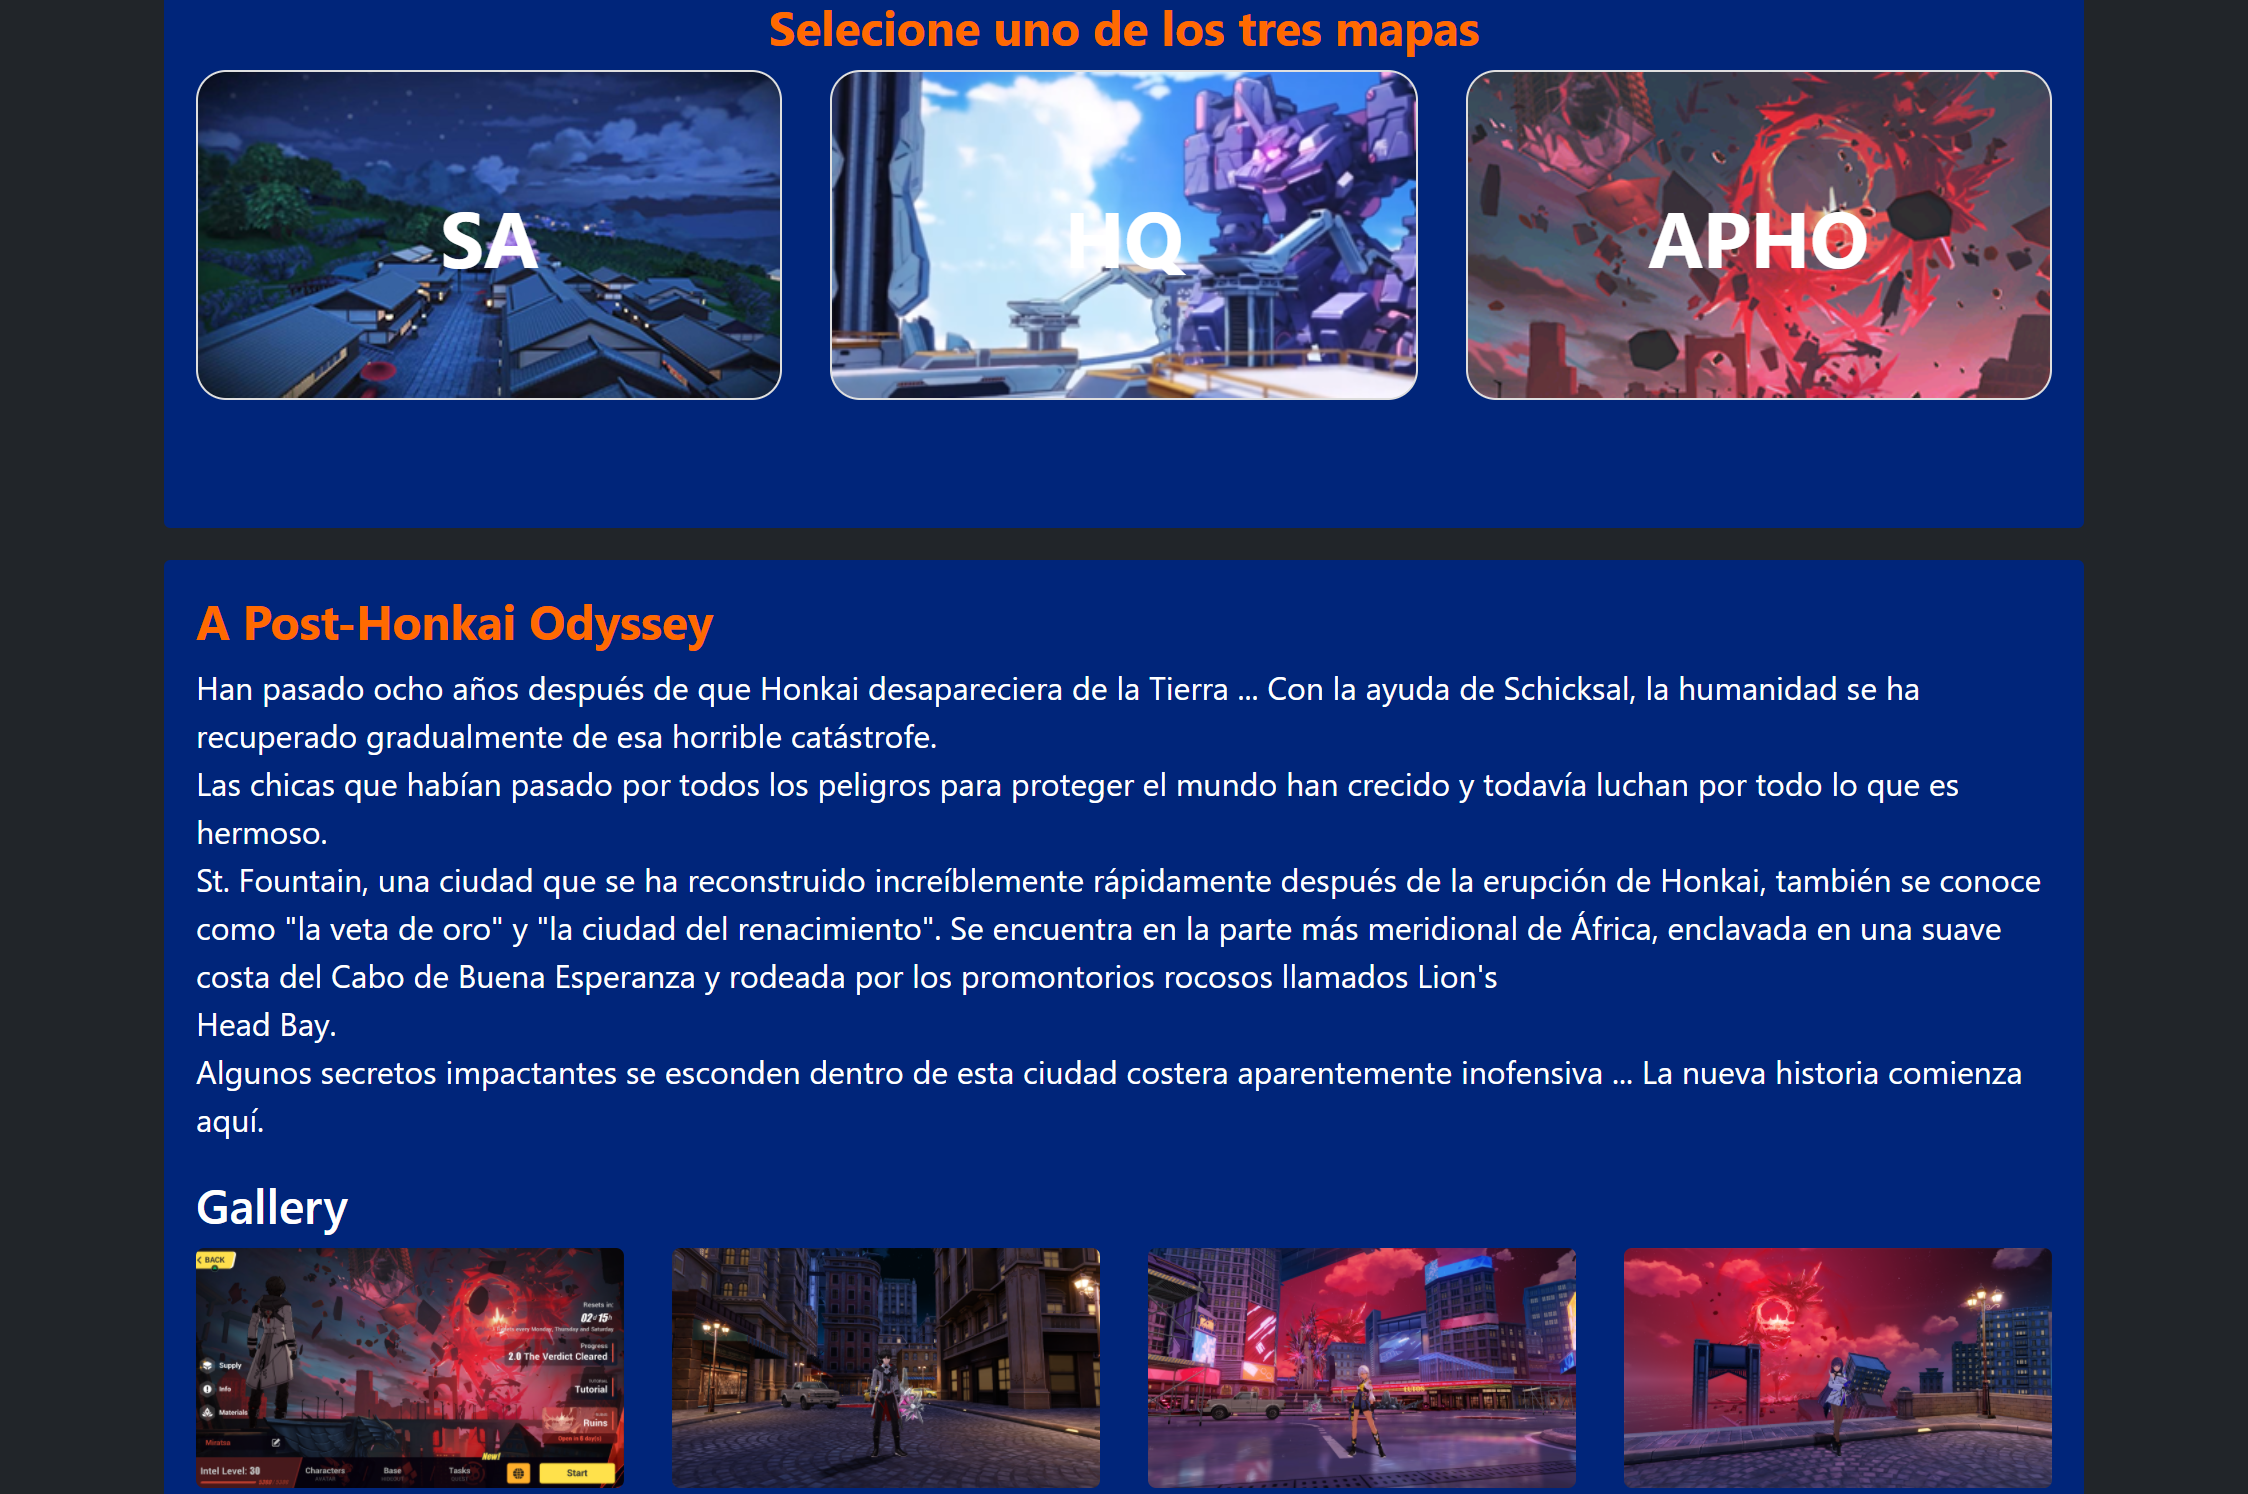 Selecione uno de los tres mapas
SA
HQ
APHO
A Post-Honkai Odyssey
Han pasado ocho años después de que Honkai desapareciera de la Tierra ... Con la ayuda de Schicksal, la humanidad se ha
recuperado gradualmente de esa horrible catástrofe.
Las chicas que habían pasado por todos los peligros para proteger el mundo han crecido y todavía luchan por todo lo que es
hermoso.
St. Fountain, una ciudad que se ha reconstruido increíblemente rápidamente después de la erupción de Honkai, también se conoce
como "la veta de oro" y "la ciudad del renacimiento". Se encuentra en la parte más meridional de África, enclavada en una suave
costa del Cabo de Buena Esperanza y rodeada por los promontorios rocosos llamados Lion's
Head Bay.
Algunos secretos impactantes se esconden dentro de esta ciudad costera aparentemente inofensiva ... La nueva historia comienza
aquí.
Gallery
BACK
Resets in:
02d 15h
every Monday, Thursday and Saturday
Progress
2.0 The Verdict Cleared
TUTORIAL
Tutorial
Supply
Info
Materials
Ruins
Open in 8 day(s)
Miratsa
New!
Intel Level: 30
Characters
Base
Tasks
Start